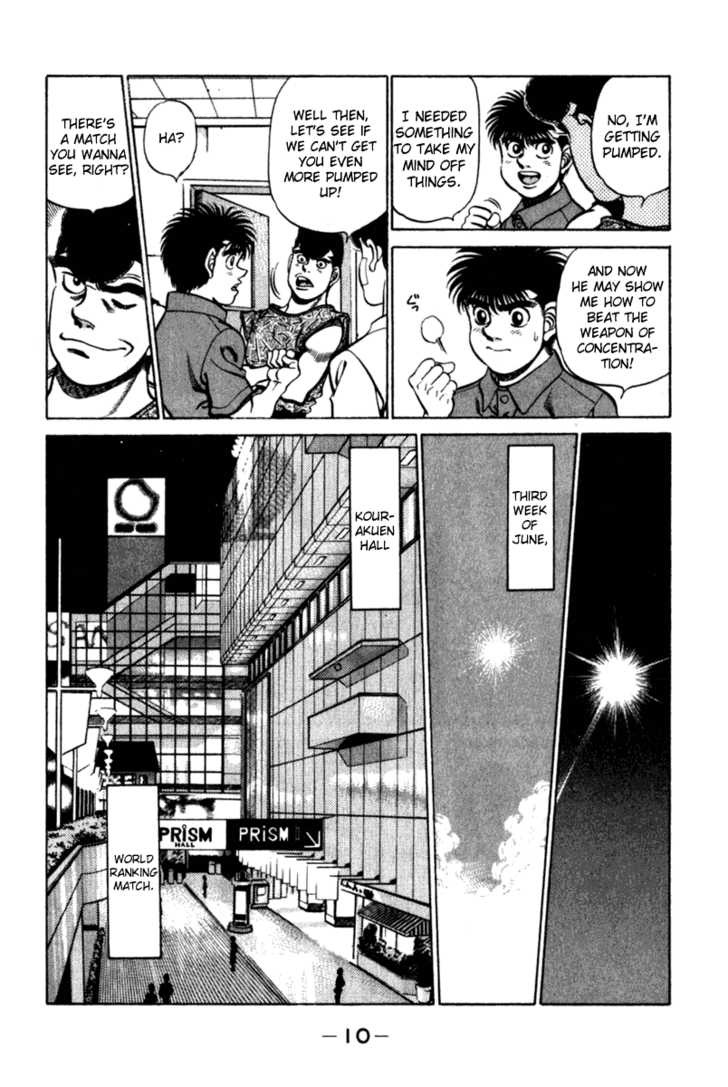 NO, I'M
GETTING
PUMPED.
I NEEDED
SOMETHING
TO TAKE MY
MIND OFF
THINGS.
AND NOW
HE MAY SHOW
ME HOW TO
BEAT THE
WEAPON OF
CONCENTRA-
TION!
WELL THEN,
LET'S SEE IF
WE CAN'T GET
YOU EVEN
MORE PUMPED
UP!
HA?
THERE'S
A MATCH
YOU WANNA
SEE, RIGHT?
THIRD
WEEK
OF
JUNE,
KOUR-
AKUEN
HALL
PRISM
HALL
PRISM
WORLD
RANKING
MATCH.
-10-